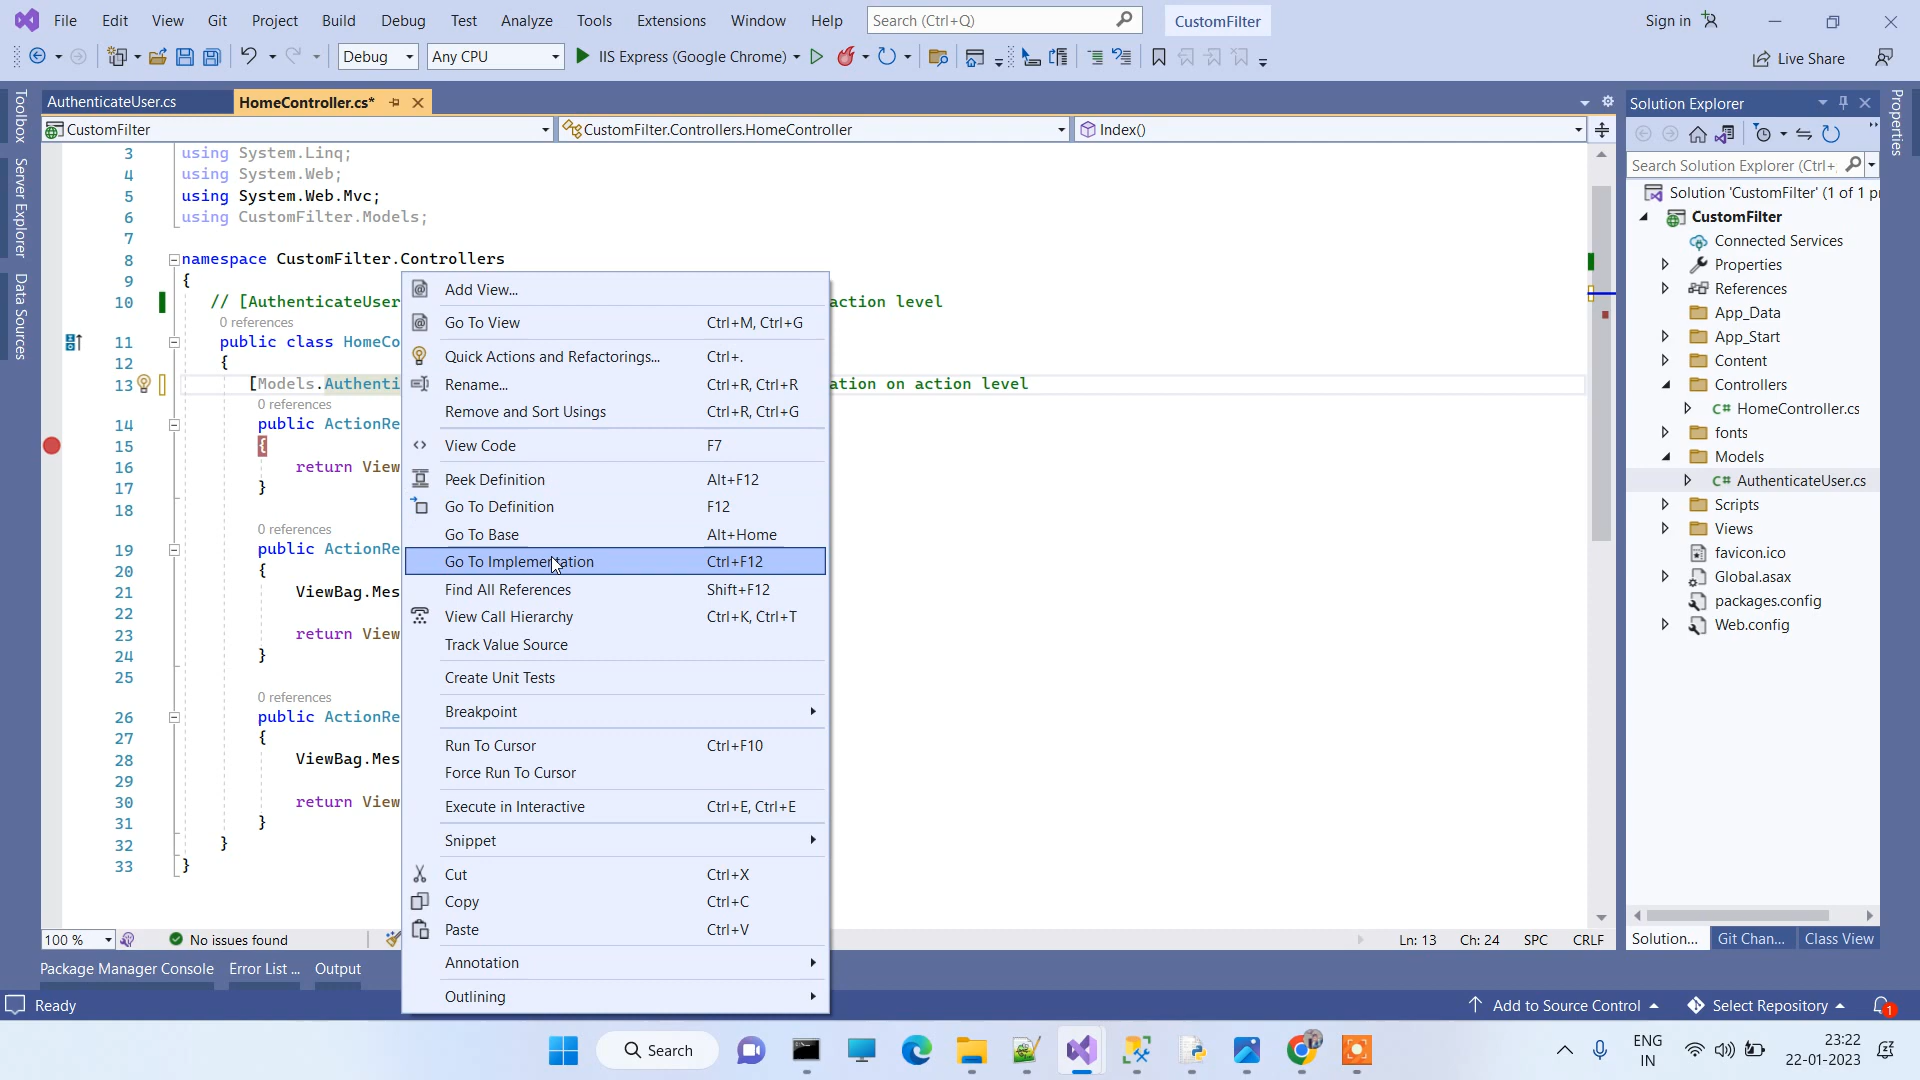 File Edit View Git Project Build Debug Test Analyze Tools Extensions Window Help Search (Ctrl+Q) CustomFilter Sign in
Debug Any CPU IIS Express (Google Chrome) Live Share
AuthenticateUser.cs HomeController.cs* Solution Explorer
CustomFilter CustomFilter.Controllers.HomeController Index()
Toolbox
Server Explorer
Data Sources
Properties
3 using System.Linq;
4 using System.Web;
5 using System.Web.Mvc;
6 using CustomFilter.Models;
7
8 namespace CustomFilter.Controllers
9 {
10 // [AuthenticateUser action level
0 references
11 public class HomeCo
12 {
13 [Models.Authenti ation on action level
0 references
14 public ActionRe
15 {
16 return View
17 }
18
0 references
19 public ActionRe
20 {
21 ViewBag.Mes
22
23 return View
24 }
25
0 references
26 public ActionRe
27 {
28 ViewBag.Mes
29
30 return View
31 }
32 }
33 }
Add View...
Go To View Ctrl+M, Ctrl+G
Quick Actions and Refactorings... Ctrl+.
Rename... Ctrl+R, Ctrl+R
Remove and Sort Usings Ctrl+R, Ctrl+G
View Code F7
Peek Definition Alt+F12
Go To Definition F12
Go To Base Alt+Home
Go To Implementation Ctrl+F12
Find All References Shift+F12
View Call Hierarchy Ctrl+K, Ctrl+T
Track Value Source
Create Unit Tests
Breakpoint
Run To Cursor Ctrl+F10
Force Run To Cursor
Execute in Interactive Ctrl+E, Ctrl+E
Snippet
Cut Ctrl+X
Copy Ctrl+C
Paste Ctrl+V
Annotation
Outlining
Search Solution Explorer (Ctrl+;
Solution 'CustomFilter' (1 of 1 p
CustomFilter
Connected Services
Properties
References
App_Data
App_Start
Content
Controllers
C# HomeController.cs
fonts
Models
C# AuthenticateUser.cs
Scripts
Views
favicon.ico
Global.asax
packages.config
Web.config
100 % No issues found Ln: 13 Ch: 24 SPC CRLF
Solution... Git Chan... Class View
Package Manager Console Error List ... Output
Ready Add to Source Control Select Repository 1
Search ENG
IN
23:22
22-01-2023